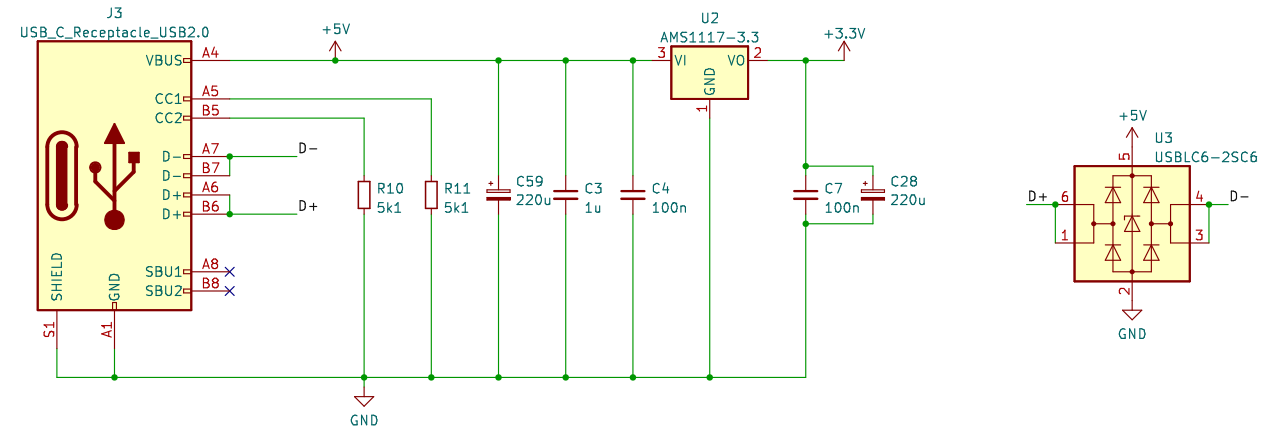 J3
USB_C_Receptacle_USB2.0
VBUS A4
CC1 A5
CC2 B5
D- A7
D- B7
D+ A6
D+ B6
SBU1 A8
SBU2 B8
SHIELD
GND
S1
A1
+5V
D-
D+
R10
5k1
R11
5k1
C59
220u
C3
1u
C4
100n
GND
U2
AMS1117-3.3
3 VI VO 2
GND
1
+3.3V
C7
100n
C28
220u
+5V
U3
USBLC6-2SC6
5
D+ 6
1
4 D-
3
2
GND